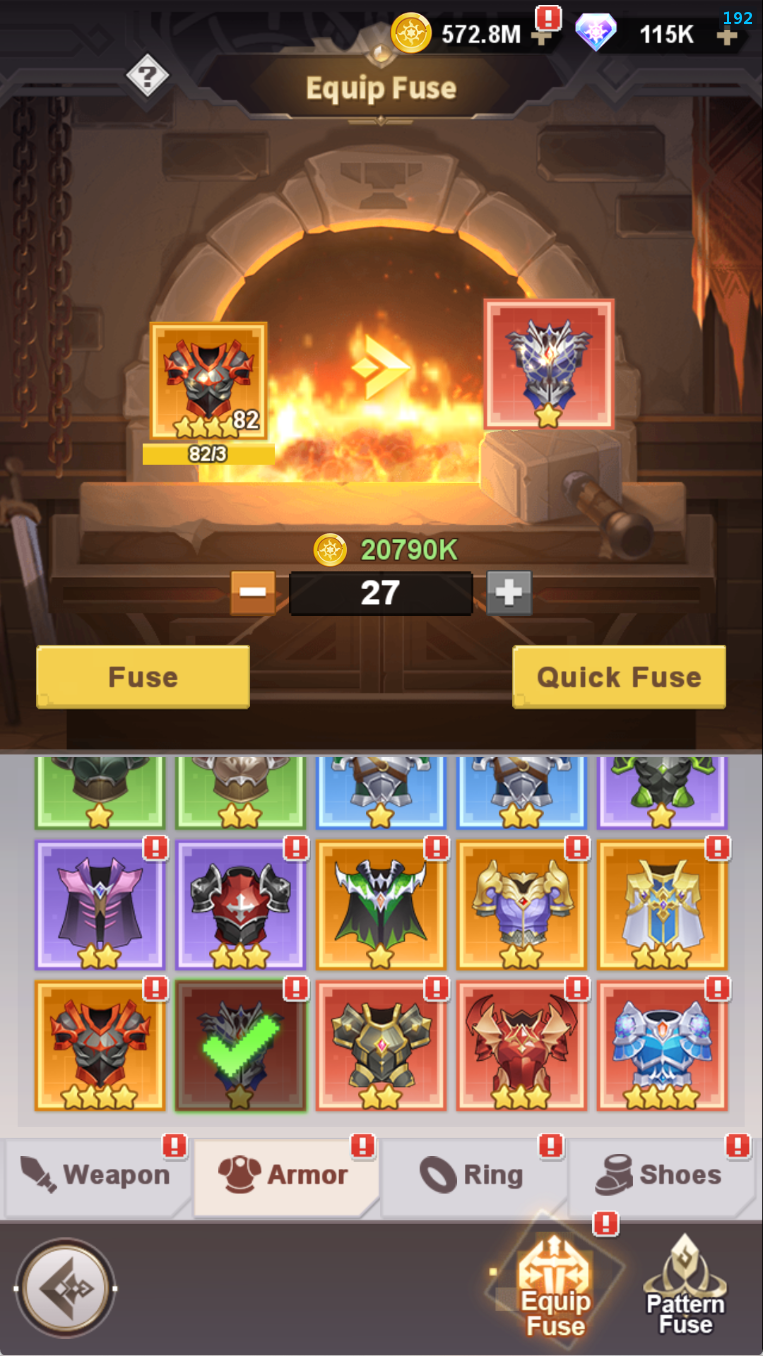 192
572.8M
115K
?
Equip Fuse
82
82/3
20790K
27
Fuse
Quick Fuse
Weapon
Armor
Ring
Shoes
Equip
Fuse
Pattern
Fuse